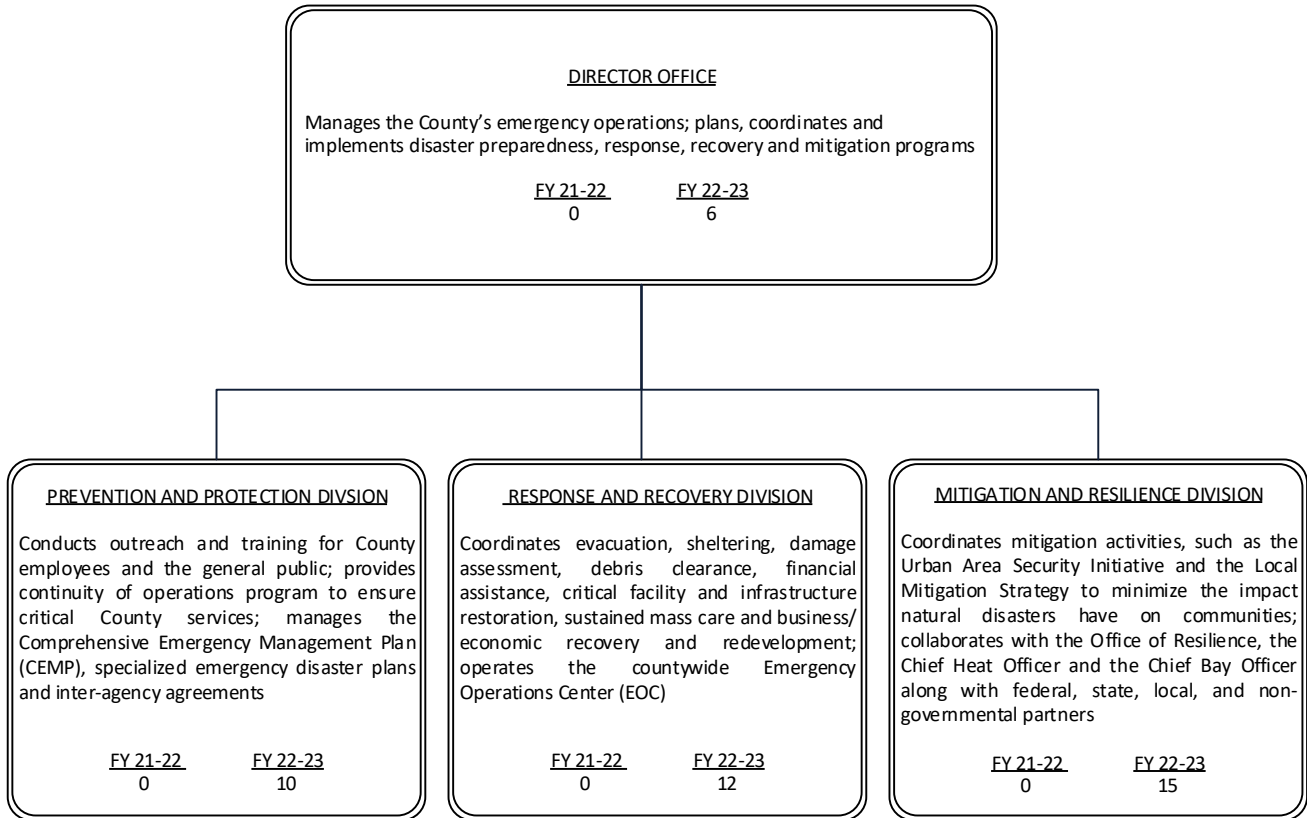 DIRECTOR OFFICE
Manages the County’s emergency operations; plans, coordinates and
implements disaster preparedness, response, recovery and mitigation programs
FY 21-22 FY 22-23
0 6
PREVENTION AND PROTECTION DIVSION
Conducts outreach and training for County
employees and the general public; provides
continuity of operations program to ensure
critical County services; manages the
Comprehensive Emergency Management Plan
(CEMP), specialized emergency disaster plans
and inter-agency agreements
FY 21-22 FY 22-23
0 10
RESPONSE AND RECOVERY DIVISION
Coordinates evacuation, sheltering, damage
assessment, debris clearance, financial
assistance, critical facility and infrastructure
restoration, sustained mass care and business/
economic recovery and redevelopment;
operates the countywide Emergency
Operations Center (EOC)
FY 21-22 FY 22-23
0 12
MITIGATION AND RESILIENCE DIVISION
Coordinates mitigation activities, such as the
Urban Area Security Initiative and the Local
Mitigation Strategy to minimize the impact
natural disasters have on communities;
collaborates with the Office of Resilience, the
Chief Heat Officer and the Chief Bay Officer
along with federal, state, local, and non-
governmental partners
FY 21-22 FY 22-23
0 15